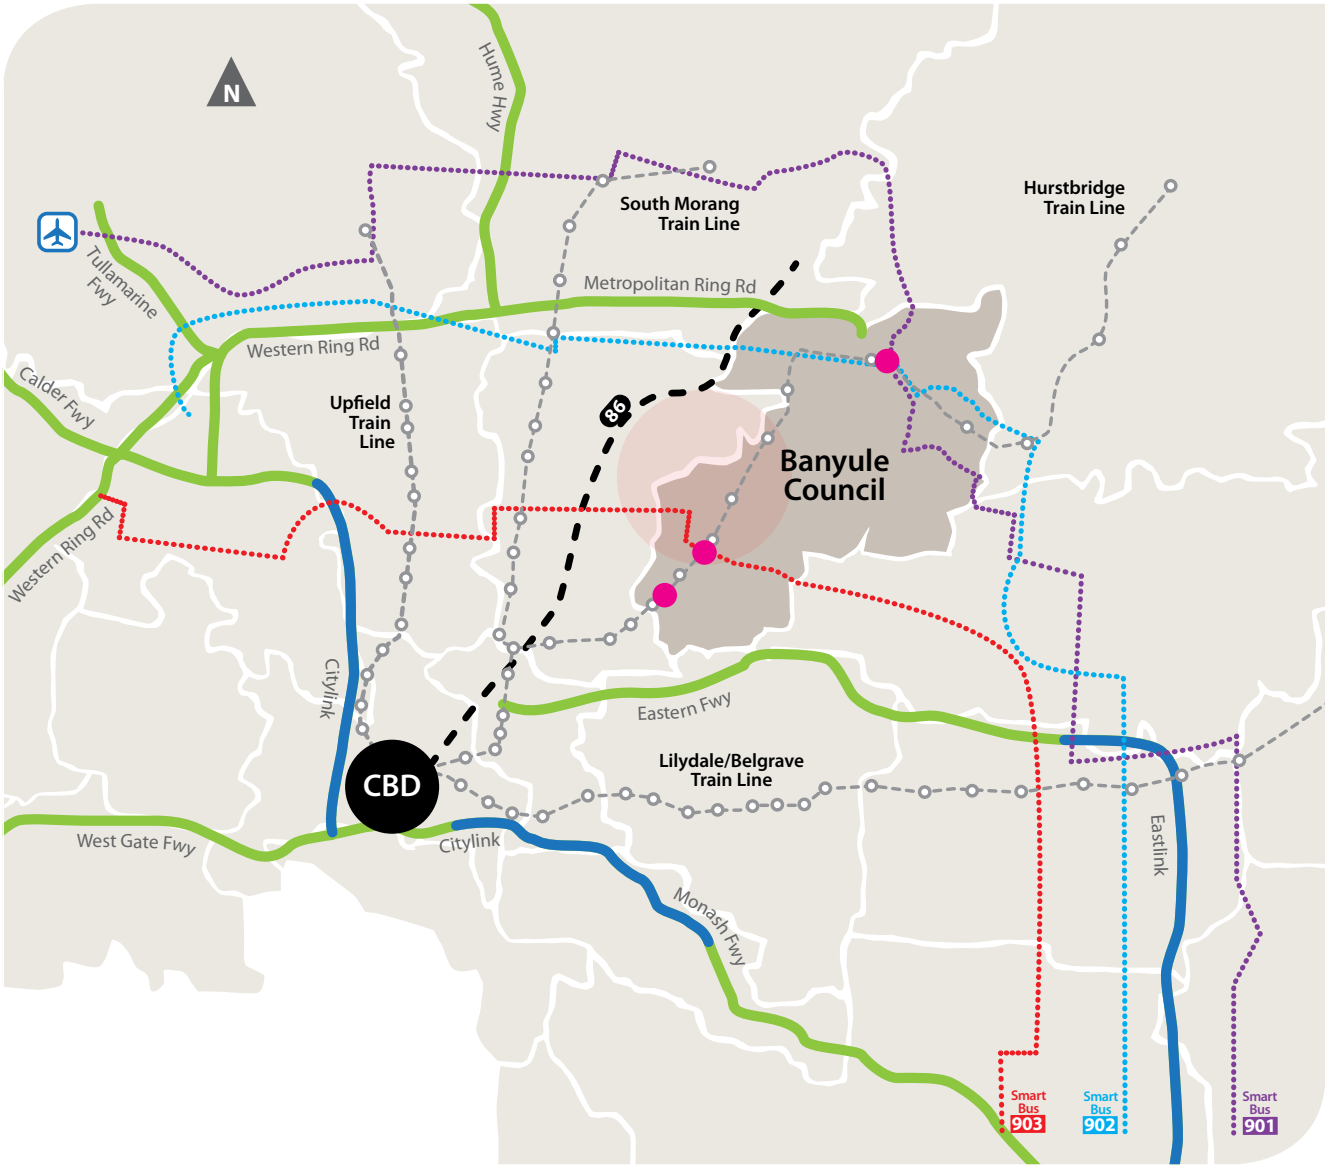 N
Hume Hwy
Hurstbridge
Train Line
South Morang
Train Line
Tullamarine
Fwy
Metropolitan Ring Rd
Western Ring Rd
Calder Fwy
Upfield
Train
Line
86
Banyule
Council
Western Ring Rd
Citylink
Eastern Fwy
Lilydale/Belgrave
Train Line
CBD
West Gate Fwy
Citylink
Eastlink
Monash Fwy
Smart
Bus
903
Smart
Bus
902
Smart
Bus
901